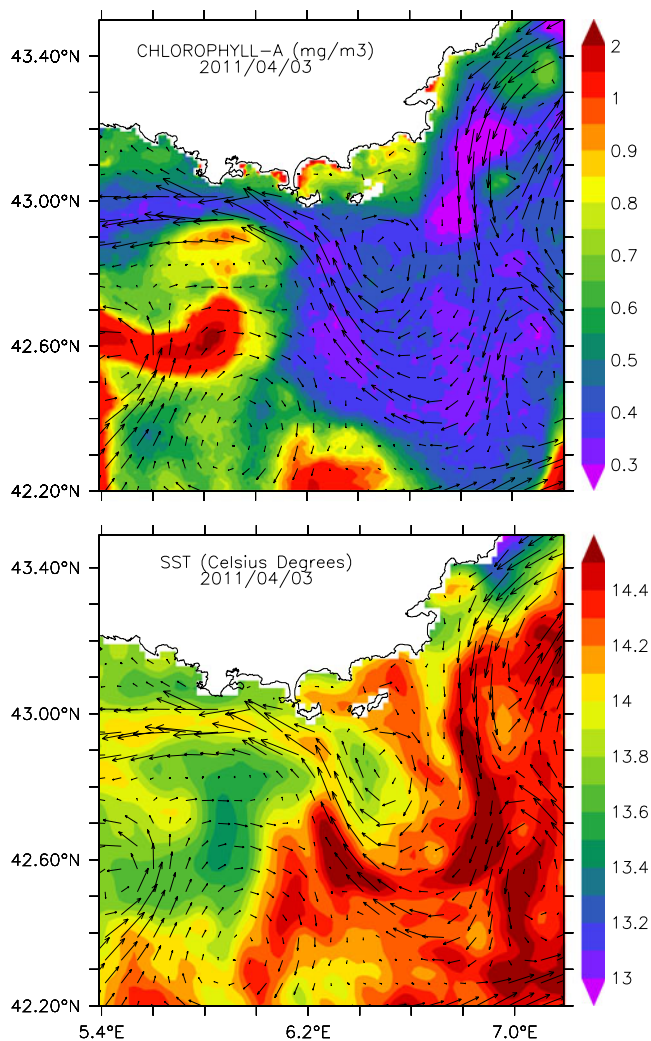 CHLOROPHYLL-A (mg/m3)
2011/04/03
43.40°N
43.00°N
42.60°N
42.20°N
2
1
0.9
0.8
0.7
0.6
0.5
0.4
0.3
SST (Celsius Degrees)
2011/04/03
43.40°N
43.00°N
42.60°N
42.20°N
5.4°E
6.2°E
7.0°E
14.4
14.2
14
13.8
13.6
13.4
13.2
13